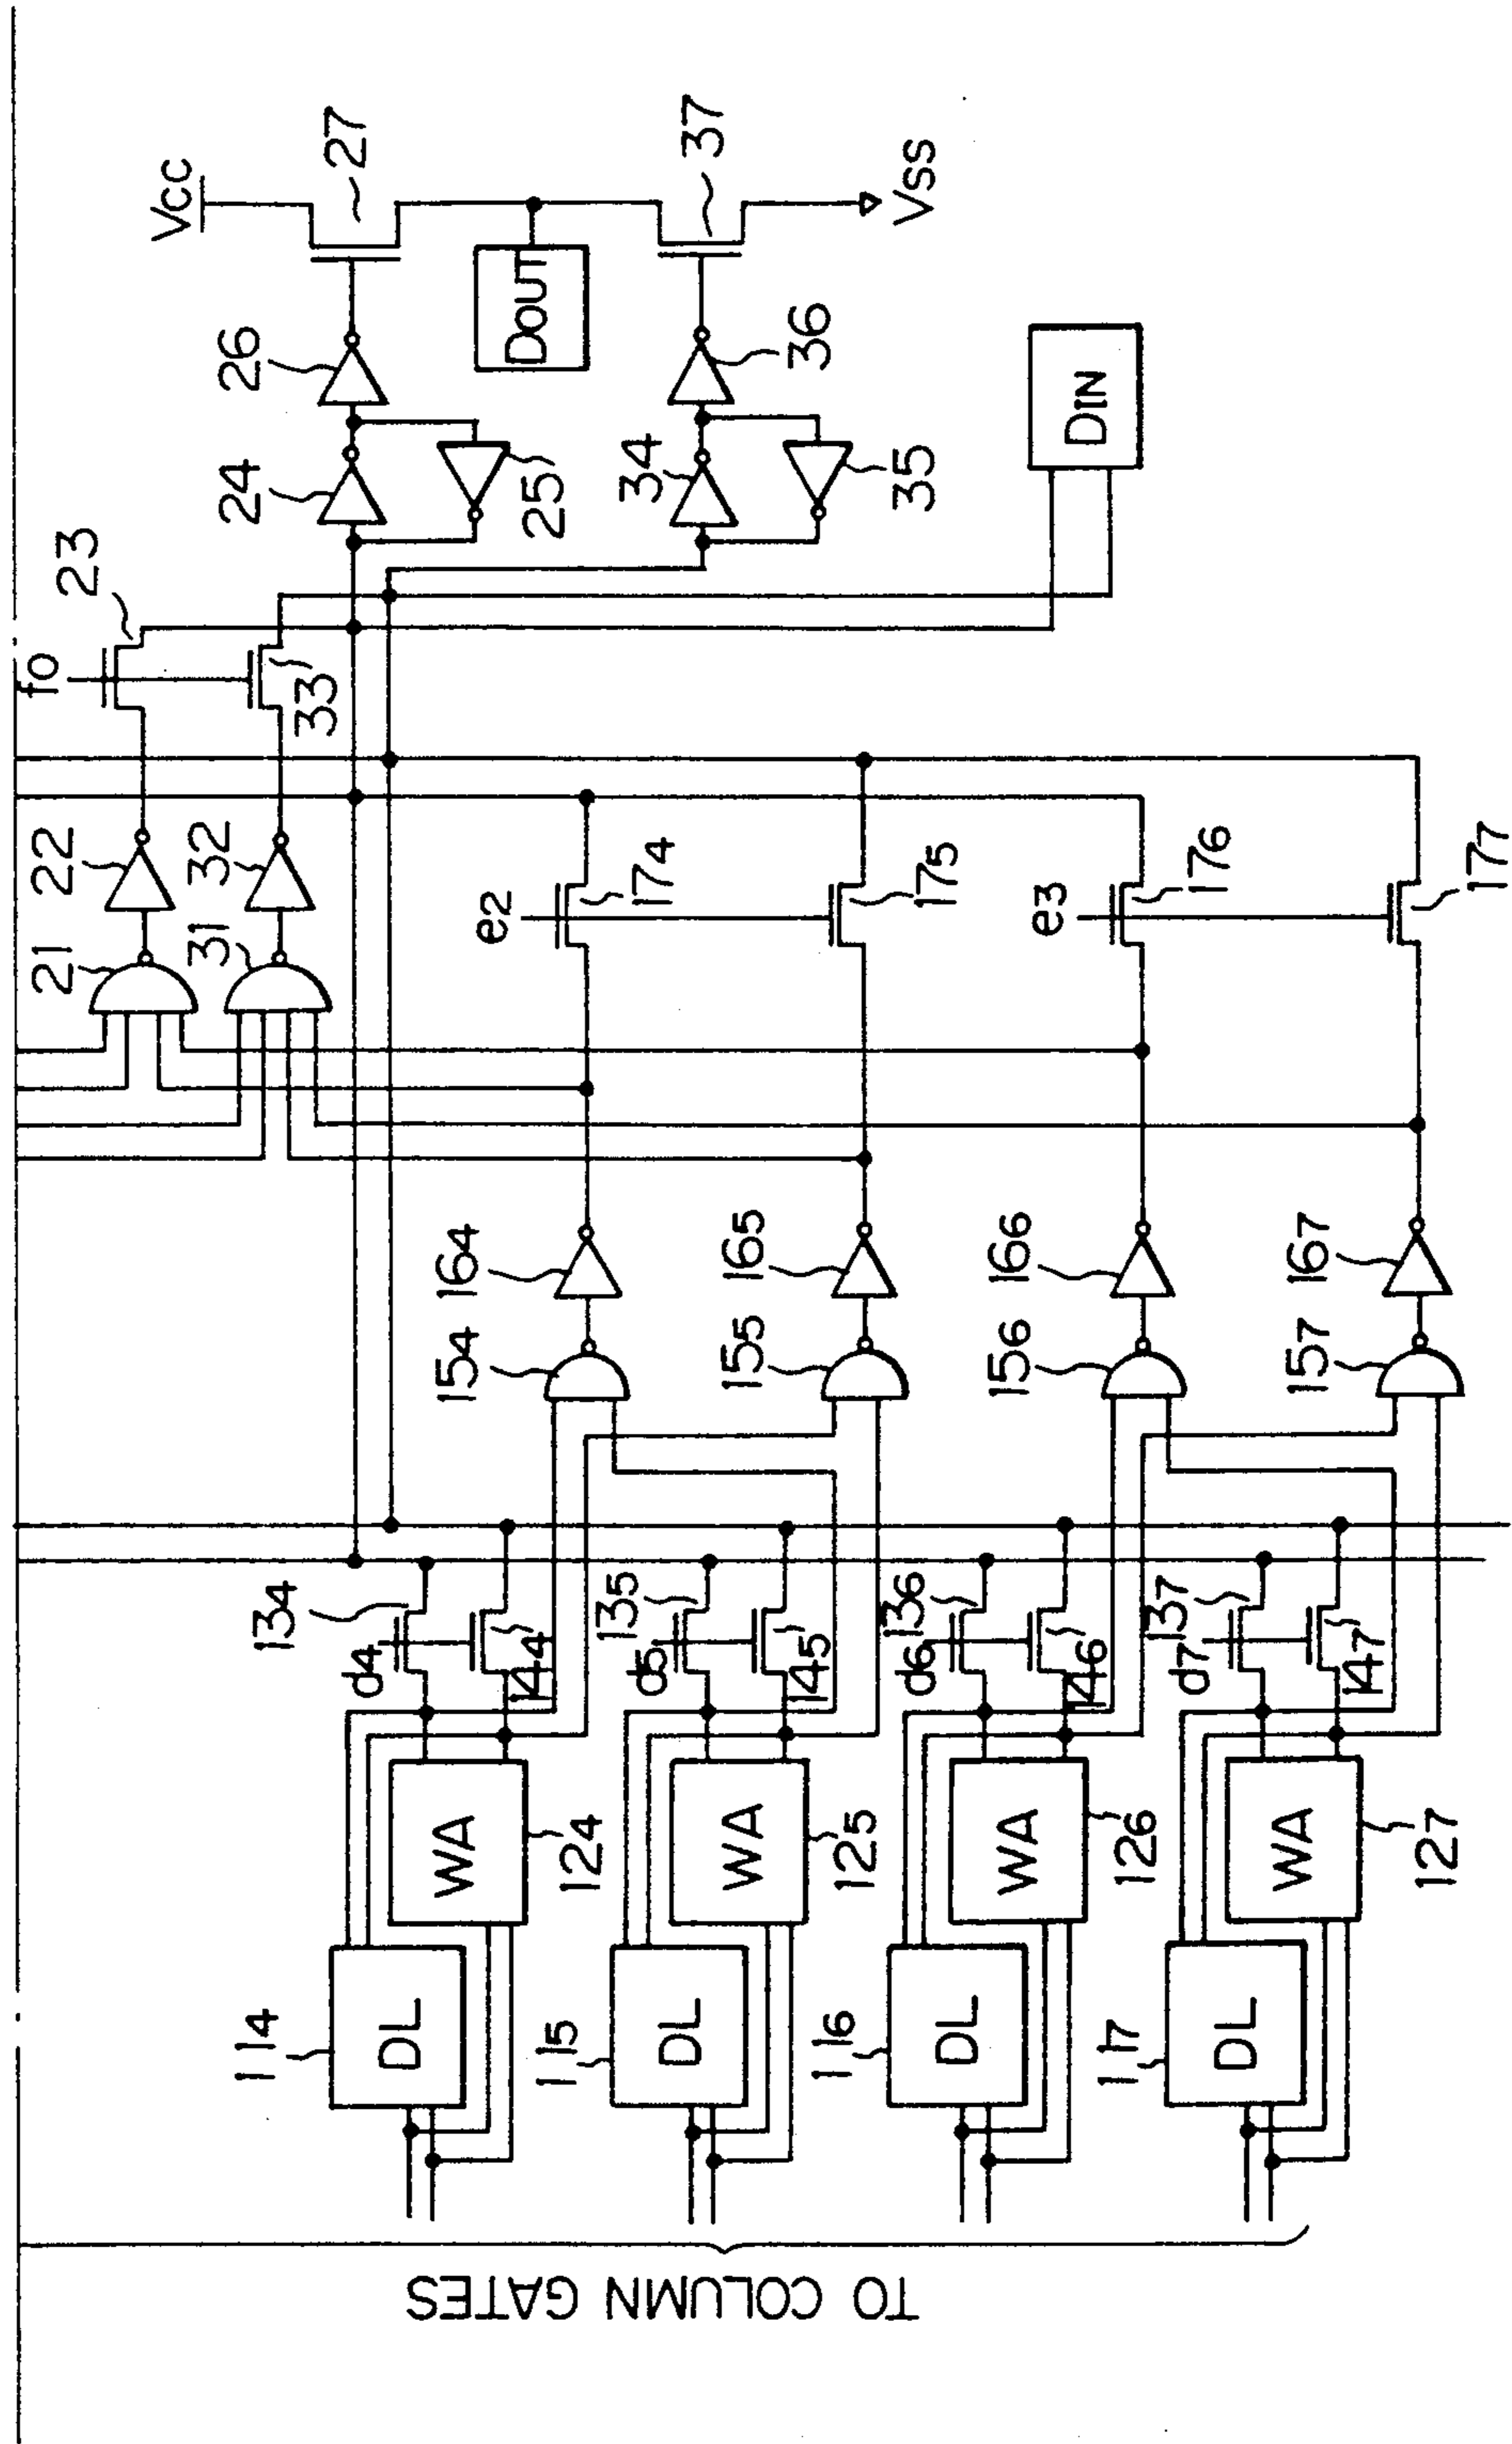 TO COLUMN GATES
114
DL
WA
124
d4
134
144
154
164
e2
174
115
DL
WA
125
d5
135
145
155
165
175
116
DL
WA
126
d6
136
146
156
166
e3
176
117
DL
WA
127
d7
137
147
157
167
177
21
22
fo
23
31
32
33
24
25
26
Vcc
27
DOUT
34
35
36
37
Vss
DIN